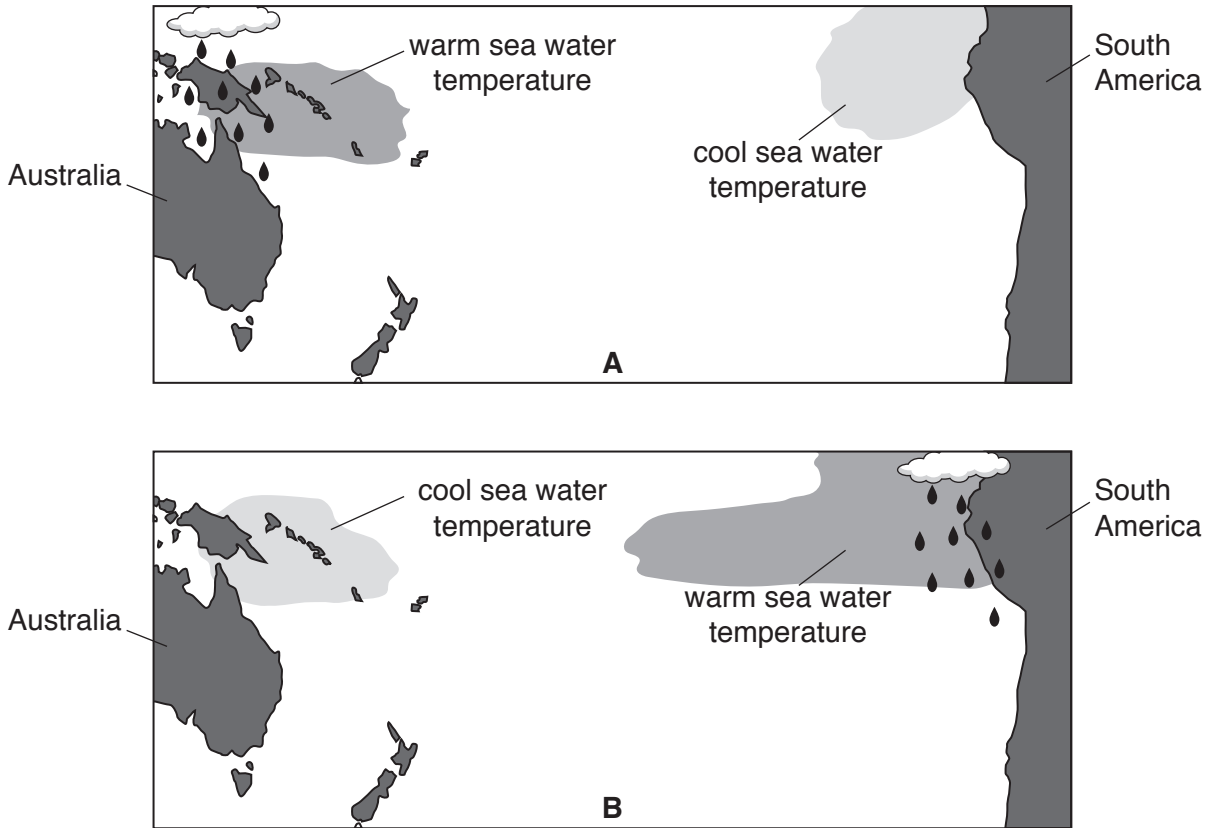 warm sea water
temperature
South
America
cool sea water
temperature
Australia
A
cool sea water
temperature
South
America
warm sea water
temperature
Australia
B